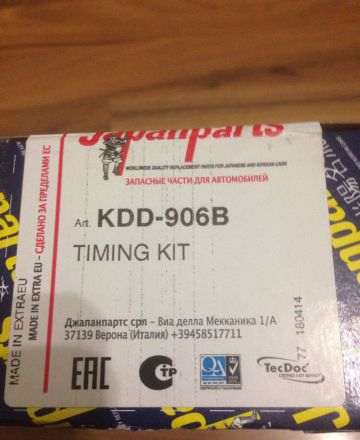 Japanparts
WORLDWIDE QUALITY REPLACEMENT PARTS FOR JAPANESE AND KOREAN CARS
ЗАПАСНЫЕ ЧАСТИ ДЛЯ АВТОМОБИЛЕЙ
Art. KDD-906B
TIMING KIT
Джапанпартс срл – Виа делла Мекканика 1/А
37139 Верона (Италия) +39458517711
MADE IN EXTRAEU
MADE IN EXTRA EU – СДЕЛАНО ЗА ПРЕДЕЛАМИ ЕС
EAC
ТР
TecDoc
77 180414